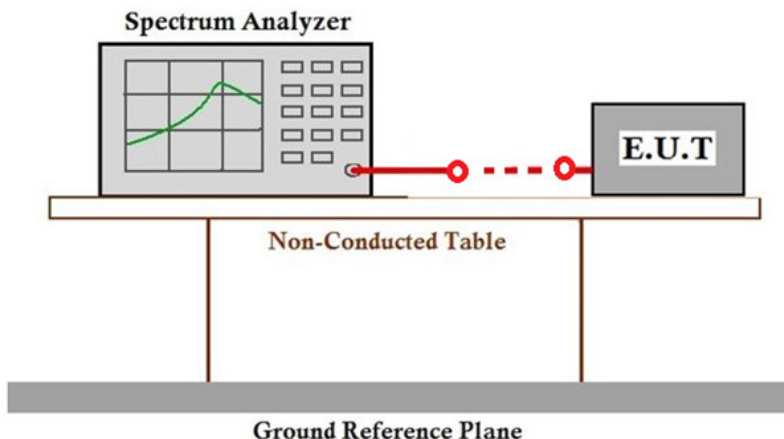 Spectrum Analyzer
E.U.T
Non-Conducted Table
Ground Reference Plane